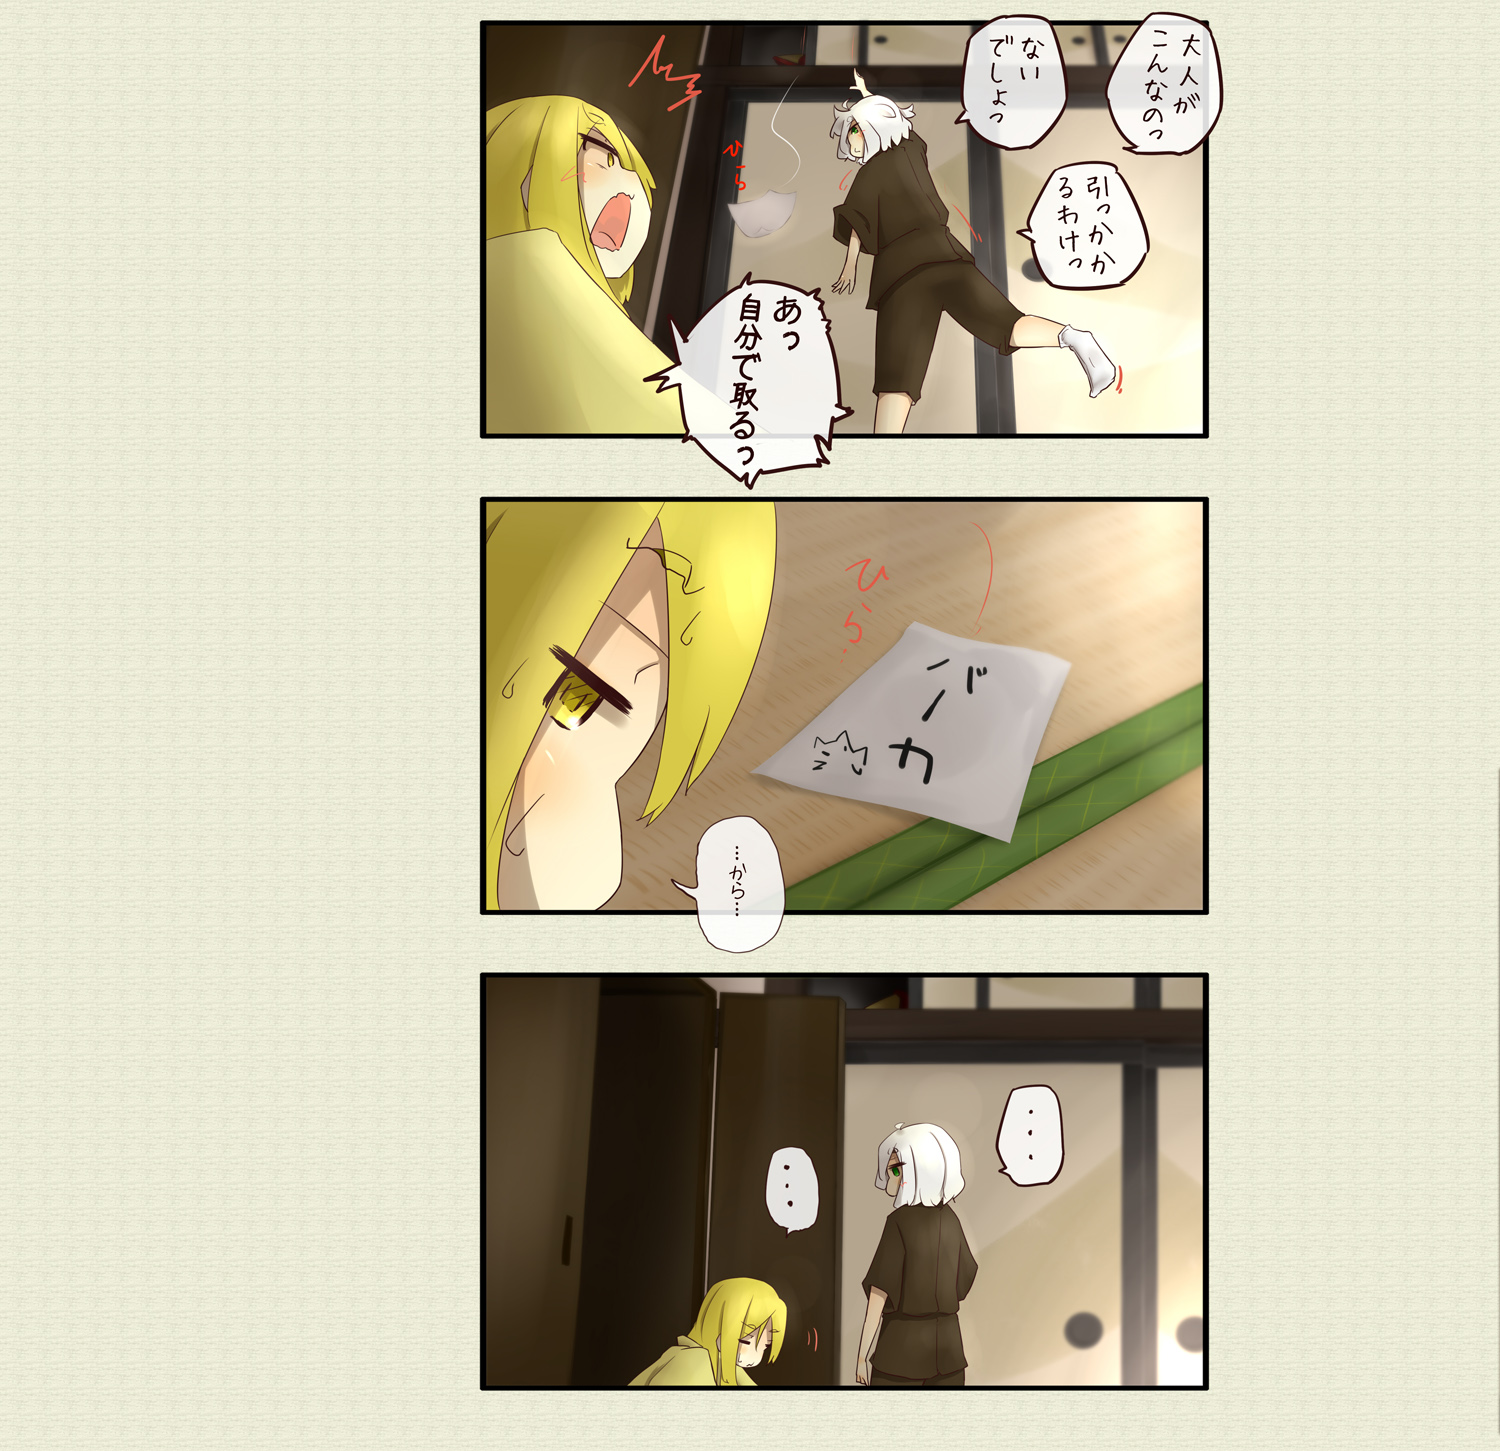 大人が
こんなのっ
ない
でしょっ
引っかか
るわけっ
ひら
あっ
自分で取るっ
ひら
バーカ
…から…
・・・
・・・